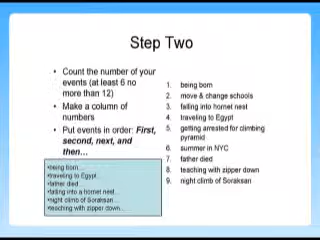 Step Two
• Count the number of your
events (at least 6 no
more than 12)
• Make a column of
numbers
• Put events in order: First,
second, next, and
then…
•being born…
•traveling to Egypt…
•father died…
•falling into a hornet nest…
•night climb of Soraksan…
•teaching with zipper down…
1. being born
2. move & change schools
3. falling into hornet nest
4. traveling to Egypt
5. getting arrested for climbing
pyramid
6. summer in NYC
7. father died
8. teaching with zipper down
9. night climb of Soraksan